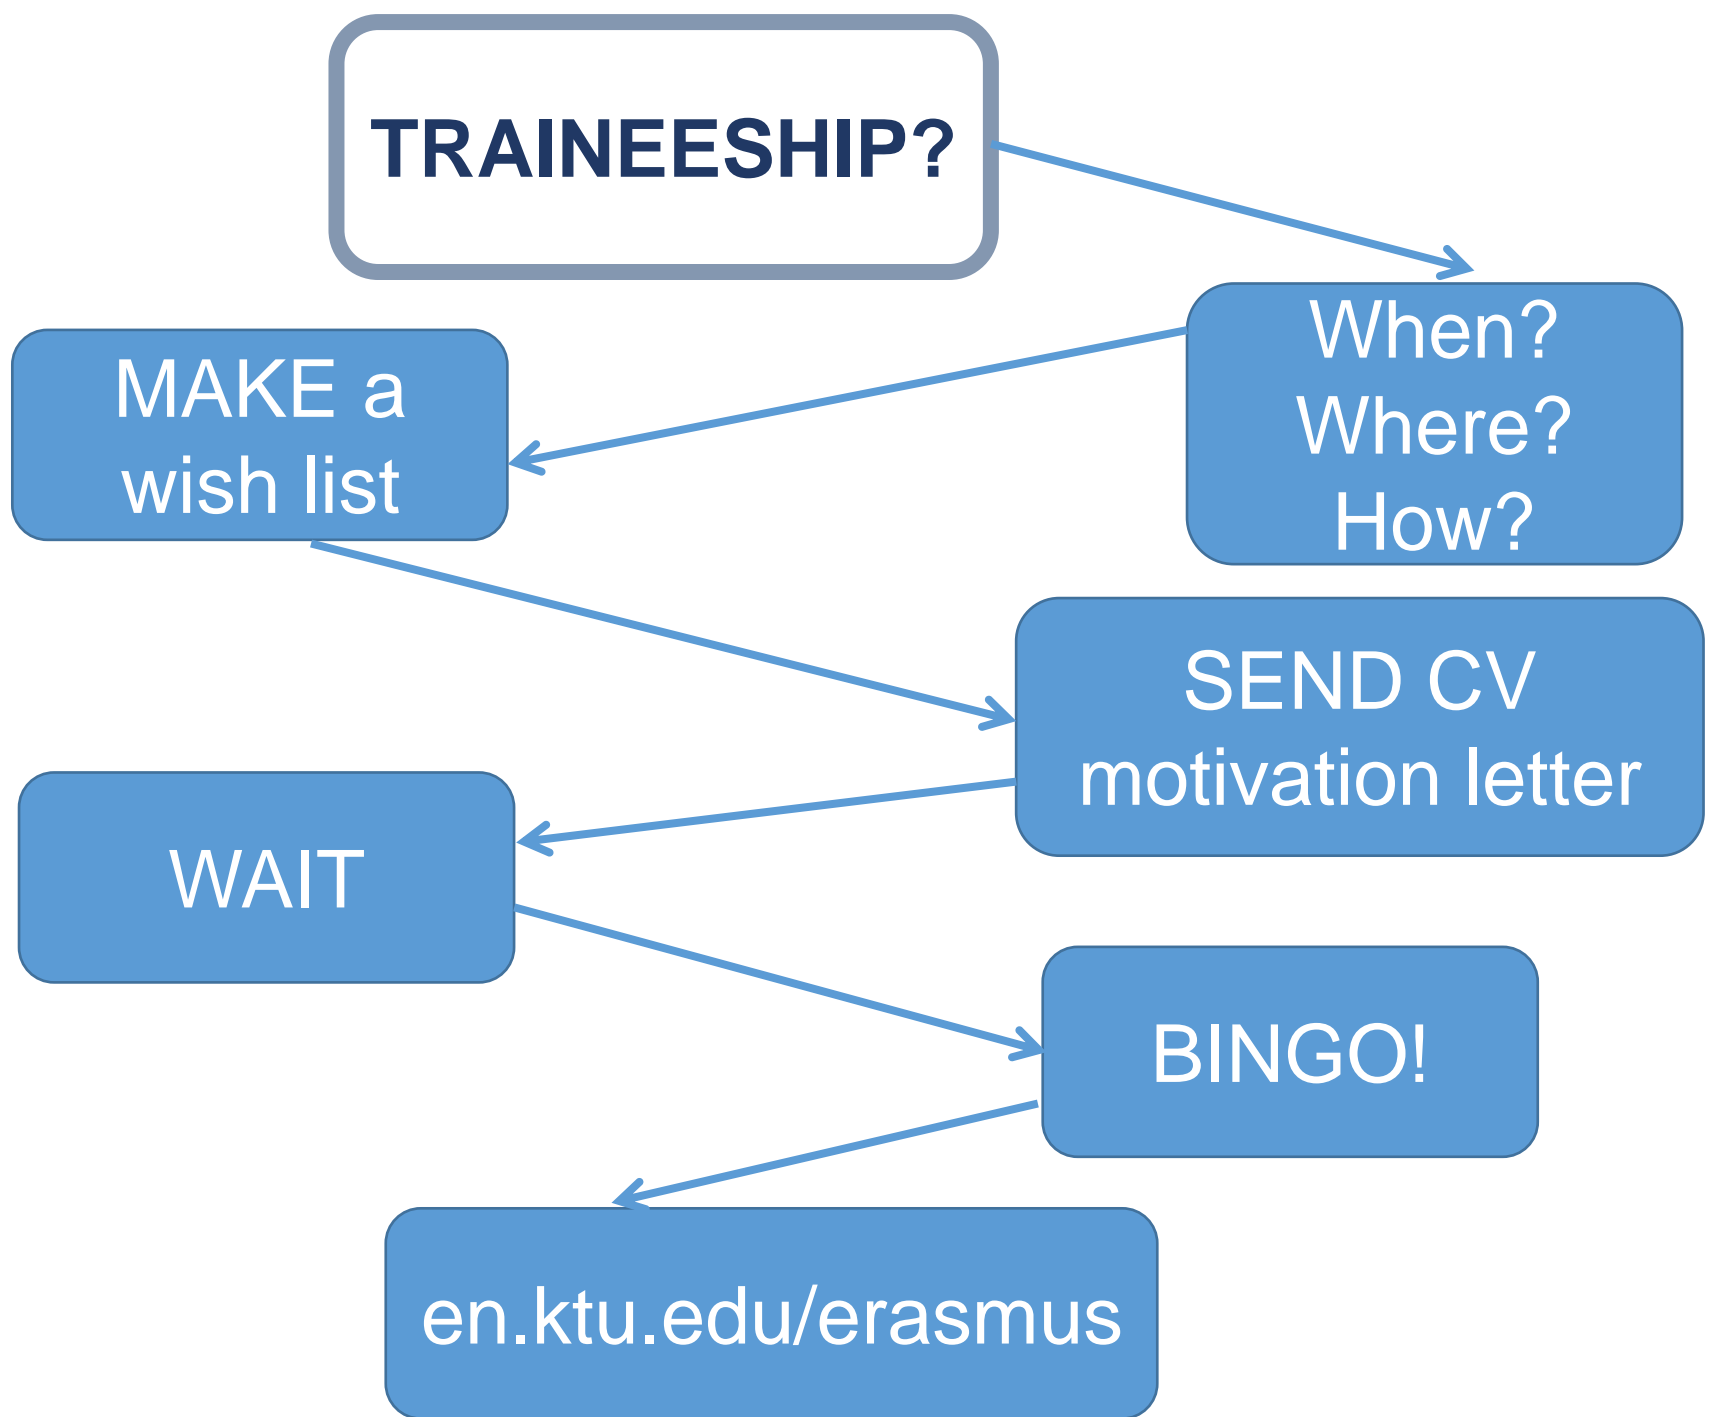 TRAINEESHIP?
When?
Where?
How?
MAKE a
wish list
SEND CV
motivation letter
WAIT
BINGO!
en.ktu.edu/erasmus